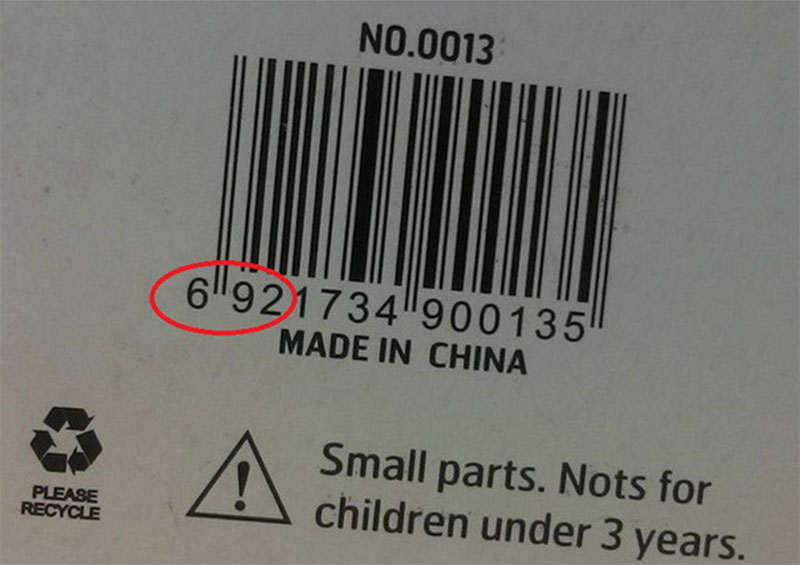 NO.0013
6 921734 900135
MADE IN CHINA
PLEASE
RECYCLE
Small parts. Nots for
children under 3 years.